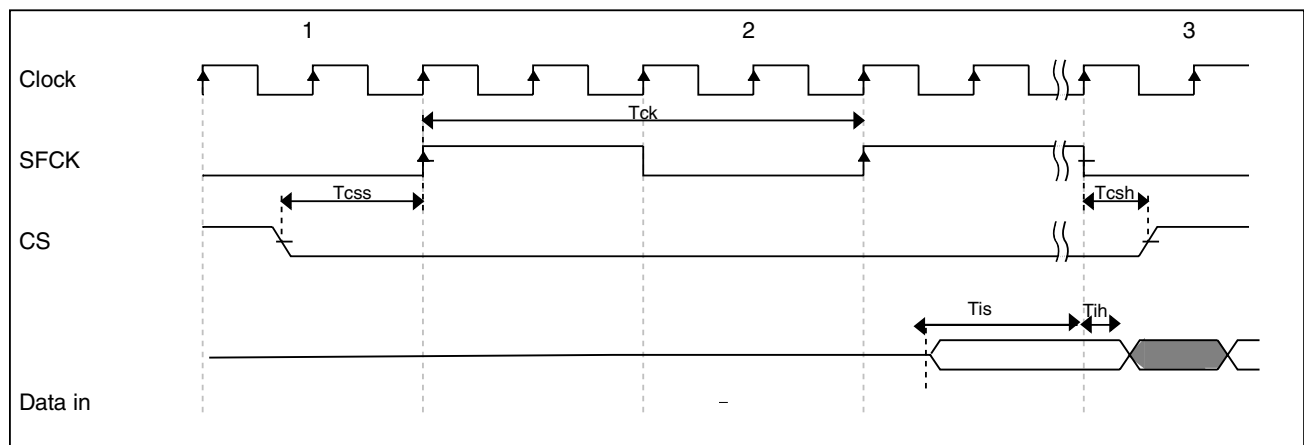 1 2 3
Clock
Tck
SFCK
Tcss Tcsh
CS
Tis Tih
Data in